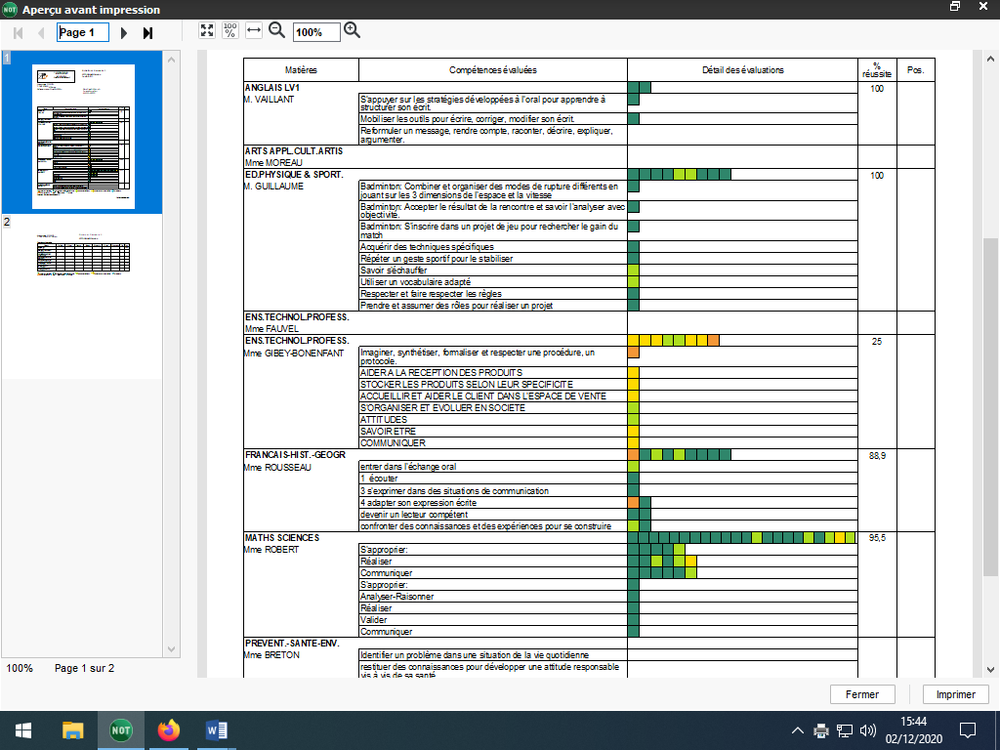 NOT Aperçu avant impression
Page 1
100 %
100%
1
2
Matières Compétences évaluées Détail des évaluations % réussite Pos.
ANGLAIS LV1 100
M. VAILLANT
S'appuyer sur les stratégies développées à l'oral pour apprendre à
structurer son écrit.
Mobiliser les outils pour écrire, corriger, modifier son écrit.
Reformuler un message, rendre compte, raconter, décrire, expliquer,
argumenter.
ARTS APPL.CULT.ARTIS
Mme MOREAU
ED.PHYSIQUE & SPORT. 100
M. GUILLAUME
Badminton: Combiner et organiser des modes de rupture différents en
jouant sur les 3 dimensions de l'espace et la vitesse
Badminton: Accepter le résultat de la rencontre et savoir l'analyser avec
objectivité.
Badminton: S'inscrire dans un projet de jeu pour rechercher le gain du
match
Acquérir des techniques spécifiques
Répéter un geste sportif pour le stabiliser
Savoir s'échauffer
Utiliser un vocabulaire adapté
Respecter et faire respecter les règles
Prendre et assumer des rôles pour réaliser un projet
ENS.TECHNOL.PROFESS.
Mme FAUVEL
ENS.TECHNOL.PROFESS. 25
Mme GIBEY-BONENFANT
Imaginer, synthétiser, formaliser et respecter une procédure, un
protocole.
AIDER A LA RECEPTION DES PRODUITS
STOCKER LES PRODUITS SELON LEUR SPECIFICITE
ACCUEILLIR ET AIDER LE CLIENT DANS L'ESPACE DE VENTE
S'ORGANISER ET EVOLUER EN SOCIETE
ATTITUDES
SAVOIR ETRE
COMMUNIQUER
FRANCAIS-HIST.-GEOGR 88,9
Mme ROUSSEAU
entrer dans l'échange oral
1 écouter
3 s'exprimer dans des situations de communication
4 adapter son expression écrite
devenir un lecteur compétent
confronter des connaissances et des expériences pour se construire
MATHS SCIENCES 95,5
Mme ROBERT
S'approprier:
Réaliser
Communiquer
S'approprier:
Analyser-Raisonner
Réaliser
Valider
Communiquer
PREVENT.-SANTE-ENV.
Mme BRETON
Identifier un problème dans une situation de la vie quotidienne
restituer des connaissances pour développer une attitude responsable
vis à vis de sa santé
100% Page 1 sur 2
Fermer Imprimer
NOT
W
15:44
02/12/2020